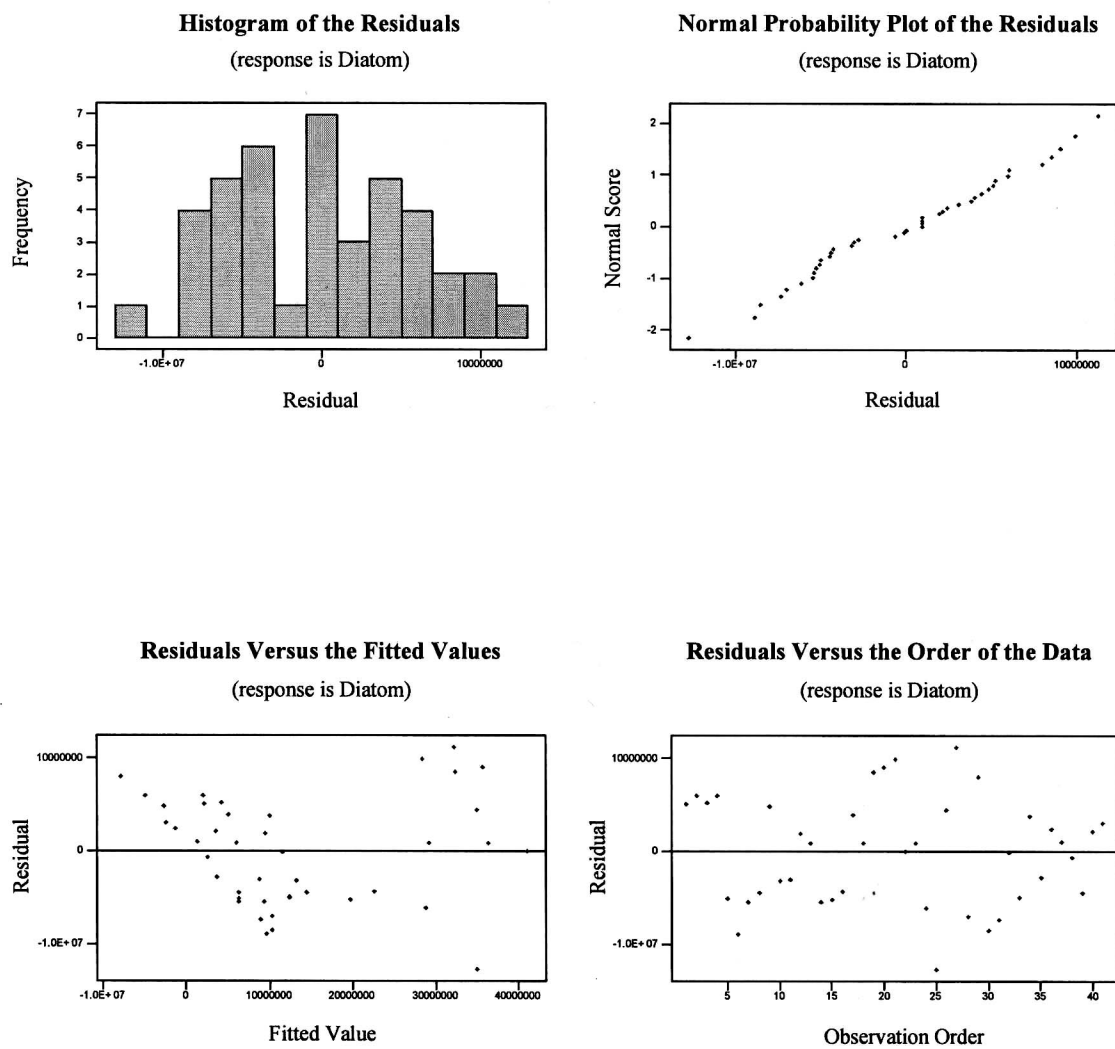 Histogram of the Residuals
(response is Diatom)
7
6
5
4
3
2
1
0
Frequency
-1.0E+07
0
10000000
Residual
Normal Probability Plot of the Residuals
(response is Diatom)
2
1
0
-1
-2
Normal Score
-1.0E+07
0
10000000
Residual
Residuals Versus the Fitted Values
(response is Diatom)
10000000
0
-1.0E+07
Residual
-1.0E+07
0
10000000
20000000
30000000
40000000
Fitted Value
Residuals Versus the Order of the Data
(response is Diatom)
10000000
0
-1.0E+07
Residual
5
10
15
20
25
30
35
40
Observation Order